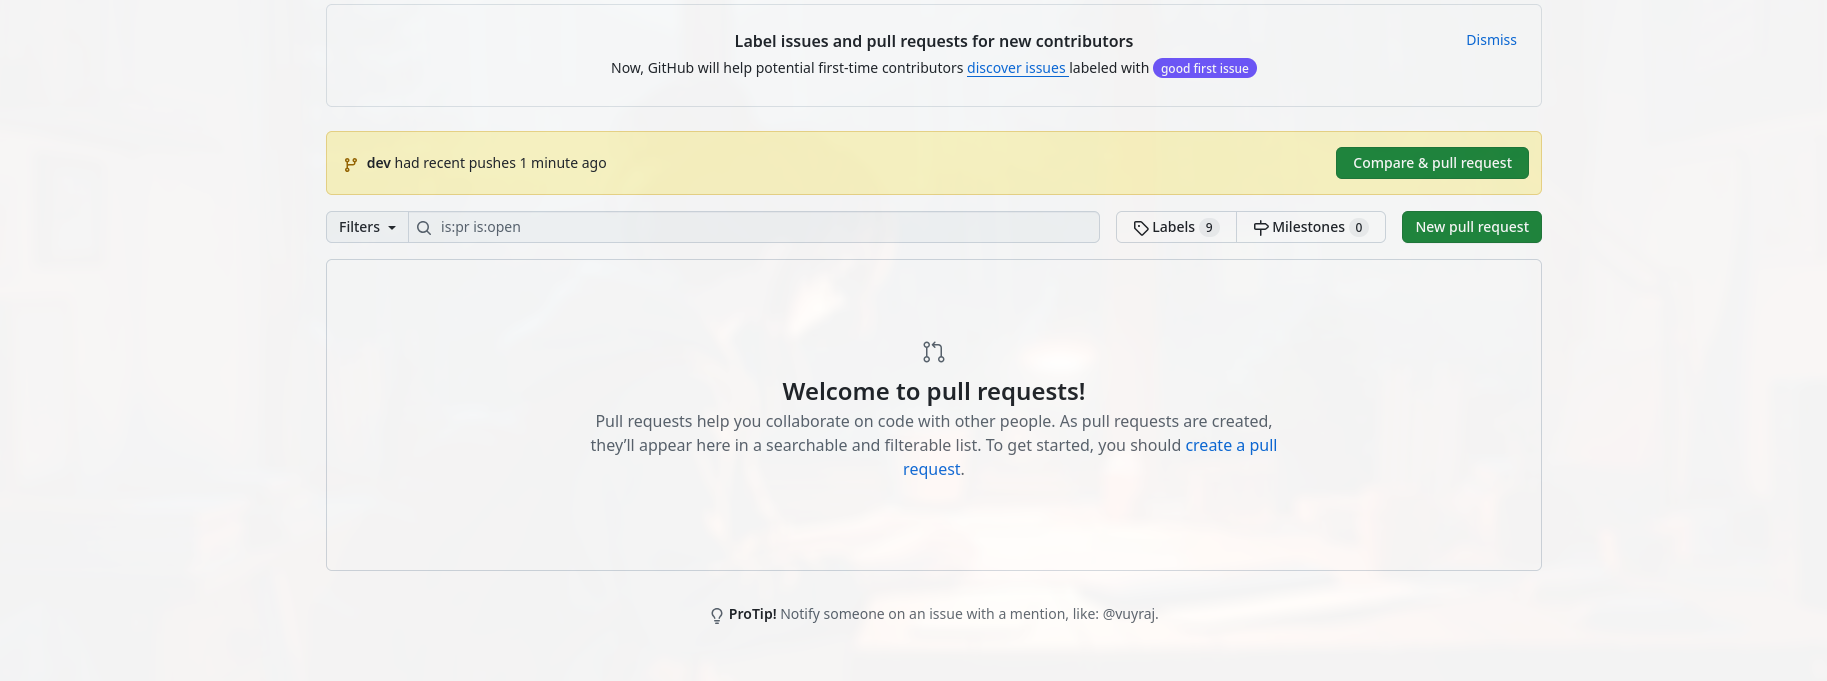 Label issues and pull requests for new contributors
Dismiss
Now, GitHub will help potential first-time contributors discover issues labeled with good first issue
dev had recent pushes 1 minute ago
Compare & pull request
Filters
is:pr is:open
Labels 9
Milestones 0
New pull request
Welcome to pull requests!
Pull requests help you collaborate on code with other people. As pull requests are created,
they’ll appear here in a searchable and filterable list. To get started, you should create a pull
request.
ProTip! Notify someone on an issue with a mention, like: @vuyraj.